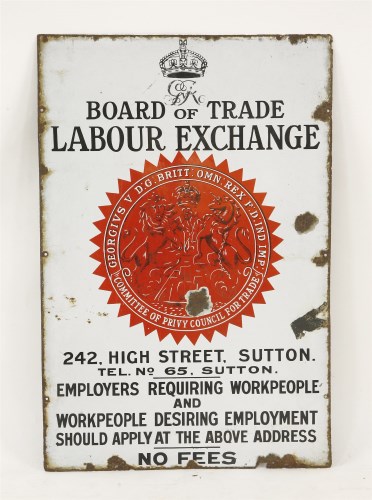 BOARD OF TRADE
LABOUR EXCHANGE
GEORGIVS V D.G. BRITT: OMN REX F.D. IND IMP.
COMMITTEE OF PRIVY COUNCIL FOR TRADE
242, HIGH STREET, SUTTON.
TEL. No 65, SUTTON.
EMPLOYERS REQUIRING WORKPEOPLE
AND
WORKPEOPLE DESIRING EMPLOYMENT
SHOULD APPLY AT THE ABOVE ADDRESS
NO FEES